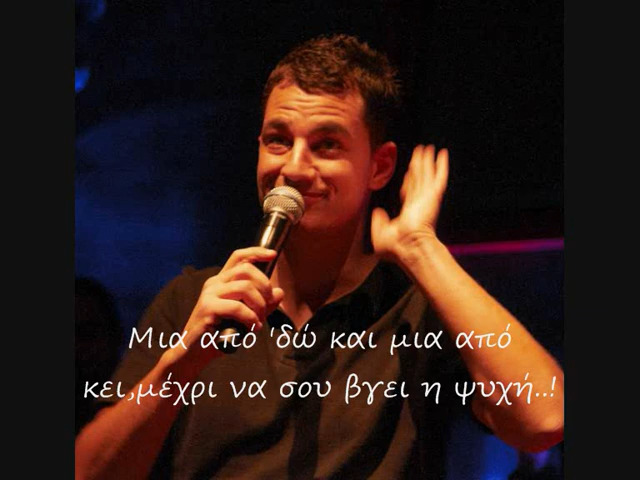 Μια από 'δώ και μια από
κει,μέχρι να σου βγει η ψυχή..!